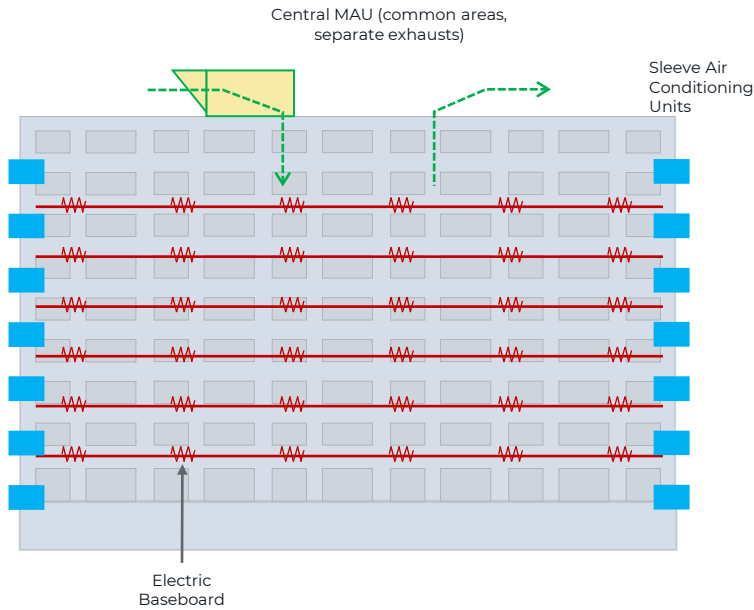 Central MAU (common areas,
separate exhausts)
Sleeve Air
Conditioning
Units
Electric
Baseboard